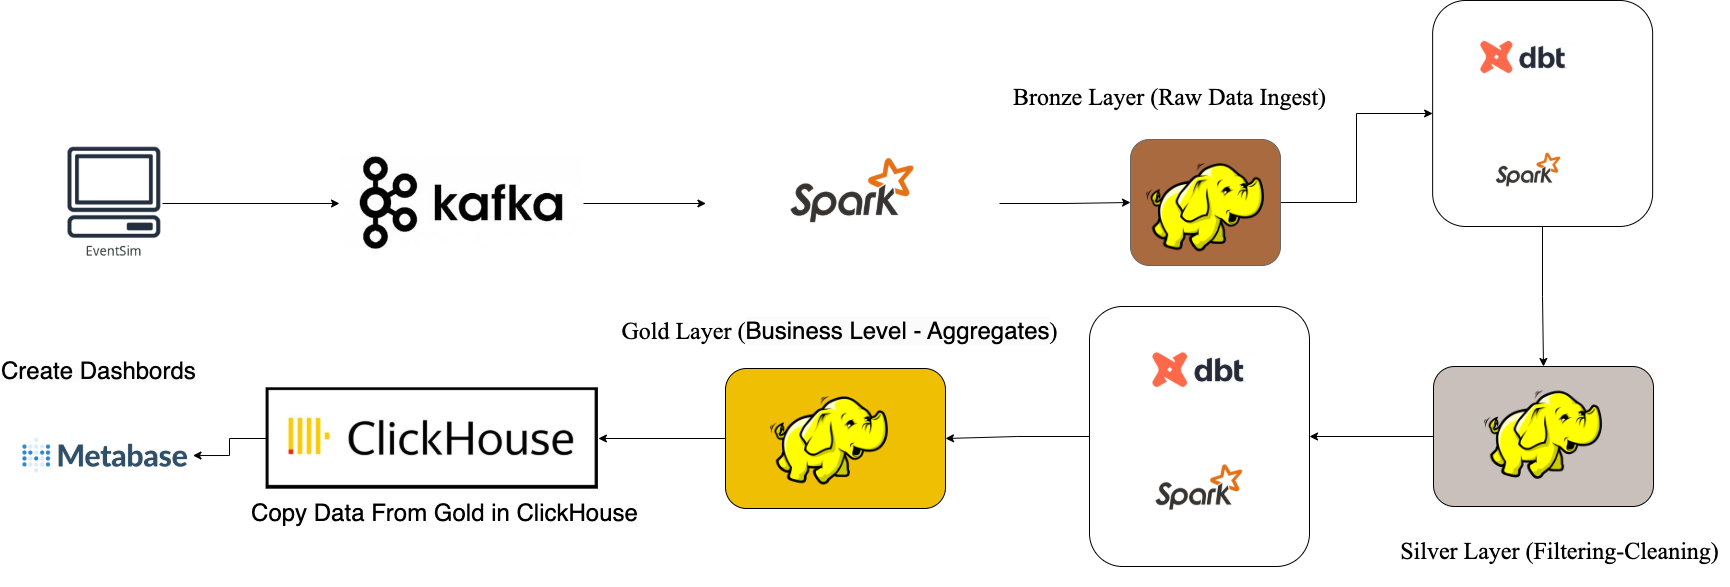 dbt
Bronze Layer (Raw Data Ingest)
Spark
kafka
Spark
EventSim
Gold Layer (Business Level - Aggregates)
Create Dashbords
dbt
ClickHouse
Metabase
Spark
Copy Data From Gold in ClickHouse
Silver Layer (Filtering-Cleaning)